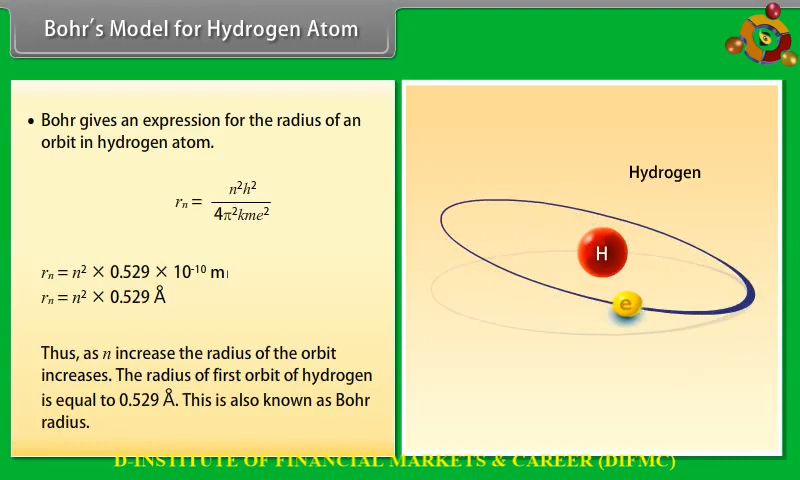 Bohr's Model for Hydrogen Atom
• Bohr gives an expression for the radius of an
orbit in hydrogen atom.
rₙ = n²h² / 4π²kme²
rₙ = n² × 0.529 × 10⁻¹⁰ m
rₙ = n² × 0.529 Å
Thus, as n increase the radius of the orbit
increases. The radius of first orbit of hydrogen
is equal to 0.529 Å. This is also known as Bohr
radius.
Hydrogen
H
e
D-INSTITUTE OF FINANCIAL MARKETS & CAREER (DIFMC)